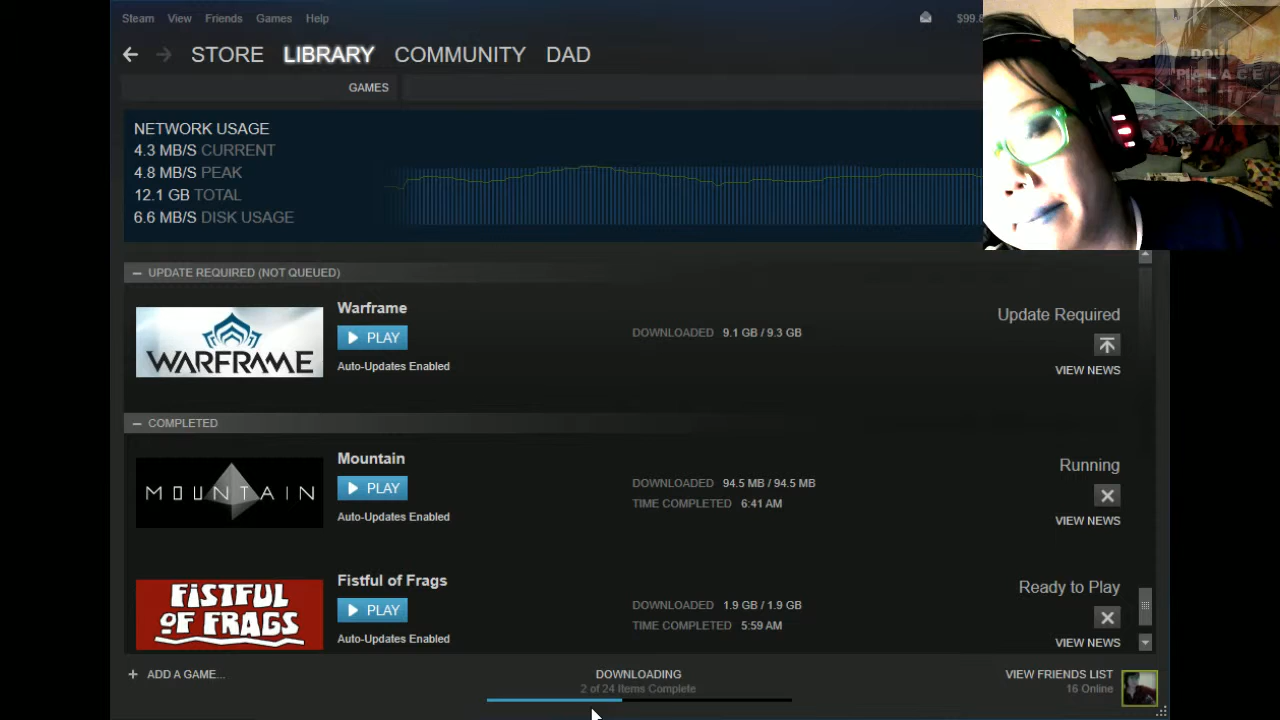 Steam View Friends Games Help
$99.8
STORE LIBRARY COMMUNITY DAD
GAMES
NETWORK USAGE
4.3 MB/S CURRENT
4.8 MB/S PEAK
12.1 GB TOTAL
6.6 MB/S DISK USAGE
PALACE
UPDATE REQUIRED (NOT QUEUED)
WARFRAME
Warframe
PLAY
Auto-Updates Enabled
DOWNLOADED 9.1 GB / 9.3 GB
Update Required
VIEW NEWS
COMPLETED
MOUNTAIN
Mountain
PLAY
Auto-Updates Enabled
DOWNLOADED 94.5 MB / 94.5 MB
TIME COMPLETED 6:41 AM
Running
VIEW NEWS
FISTFUL
OF FRAGS
Fistful of Frags
PLAY
Auto-Updates Enabled
DOWNLOADED 1.9 GB / 1.9 GB
TIME COMPLETED 5:59 AM
Ready to Play
VIEW NEWS
+ ADD A GAME...
DOWNLOADING
2 of 24 Items Complete
VIEW FRIENDS LIST
16 Online